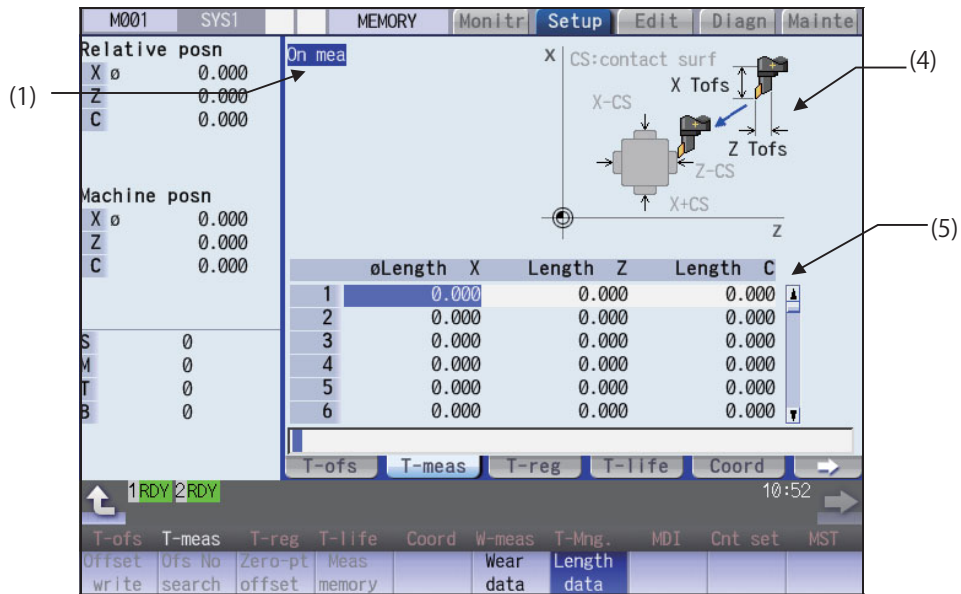 M001 SYS1 MEMORY Monitr Setup Edit Diagn Mainte
Relative posn
X ø 0.000
Z 0.000
C 0.000
Machine posn
X ø 0.000
Z 0.000
C 0.000
S 0
M 0
T 0
B 0
(1)
On mea
X CS:contact surf
X Tofs
(4)
X-CS
Z Tofs
Z-CS
X+CS
Z
(5)
øLength X Length Z Length C
1 0.000 0.000 0.000
2 0.000 0.000 0.000
3 0.000 0.000 0.000
4 0.000 0.000 0.000
5 0.000 0.000 0.000
6 0.000 0.000 0.000
T-ofs T-meas T-reg T-life Coord
1 RDY 2 RDY 10:52
T-ofs T-meas T-reg T-life Coord W-meas T-Mng. MDI Cnt set MST
Offset Ofs No Zero-pt Meas Wear Length
write search offset memory data data